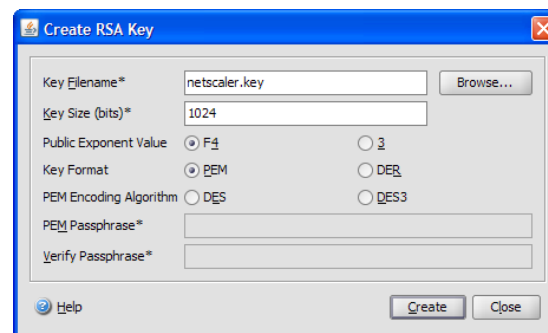 Create RSA Key
Key Filename* netscaler.key Browse...
Key Size (bits)* 1024
Public Exponent Value F4 3
Key Format PEM DER
PEM Encoding Algorithm DES DES3
PEM Passphrase*
Verify Passphrase*
Help Create Close